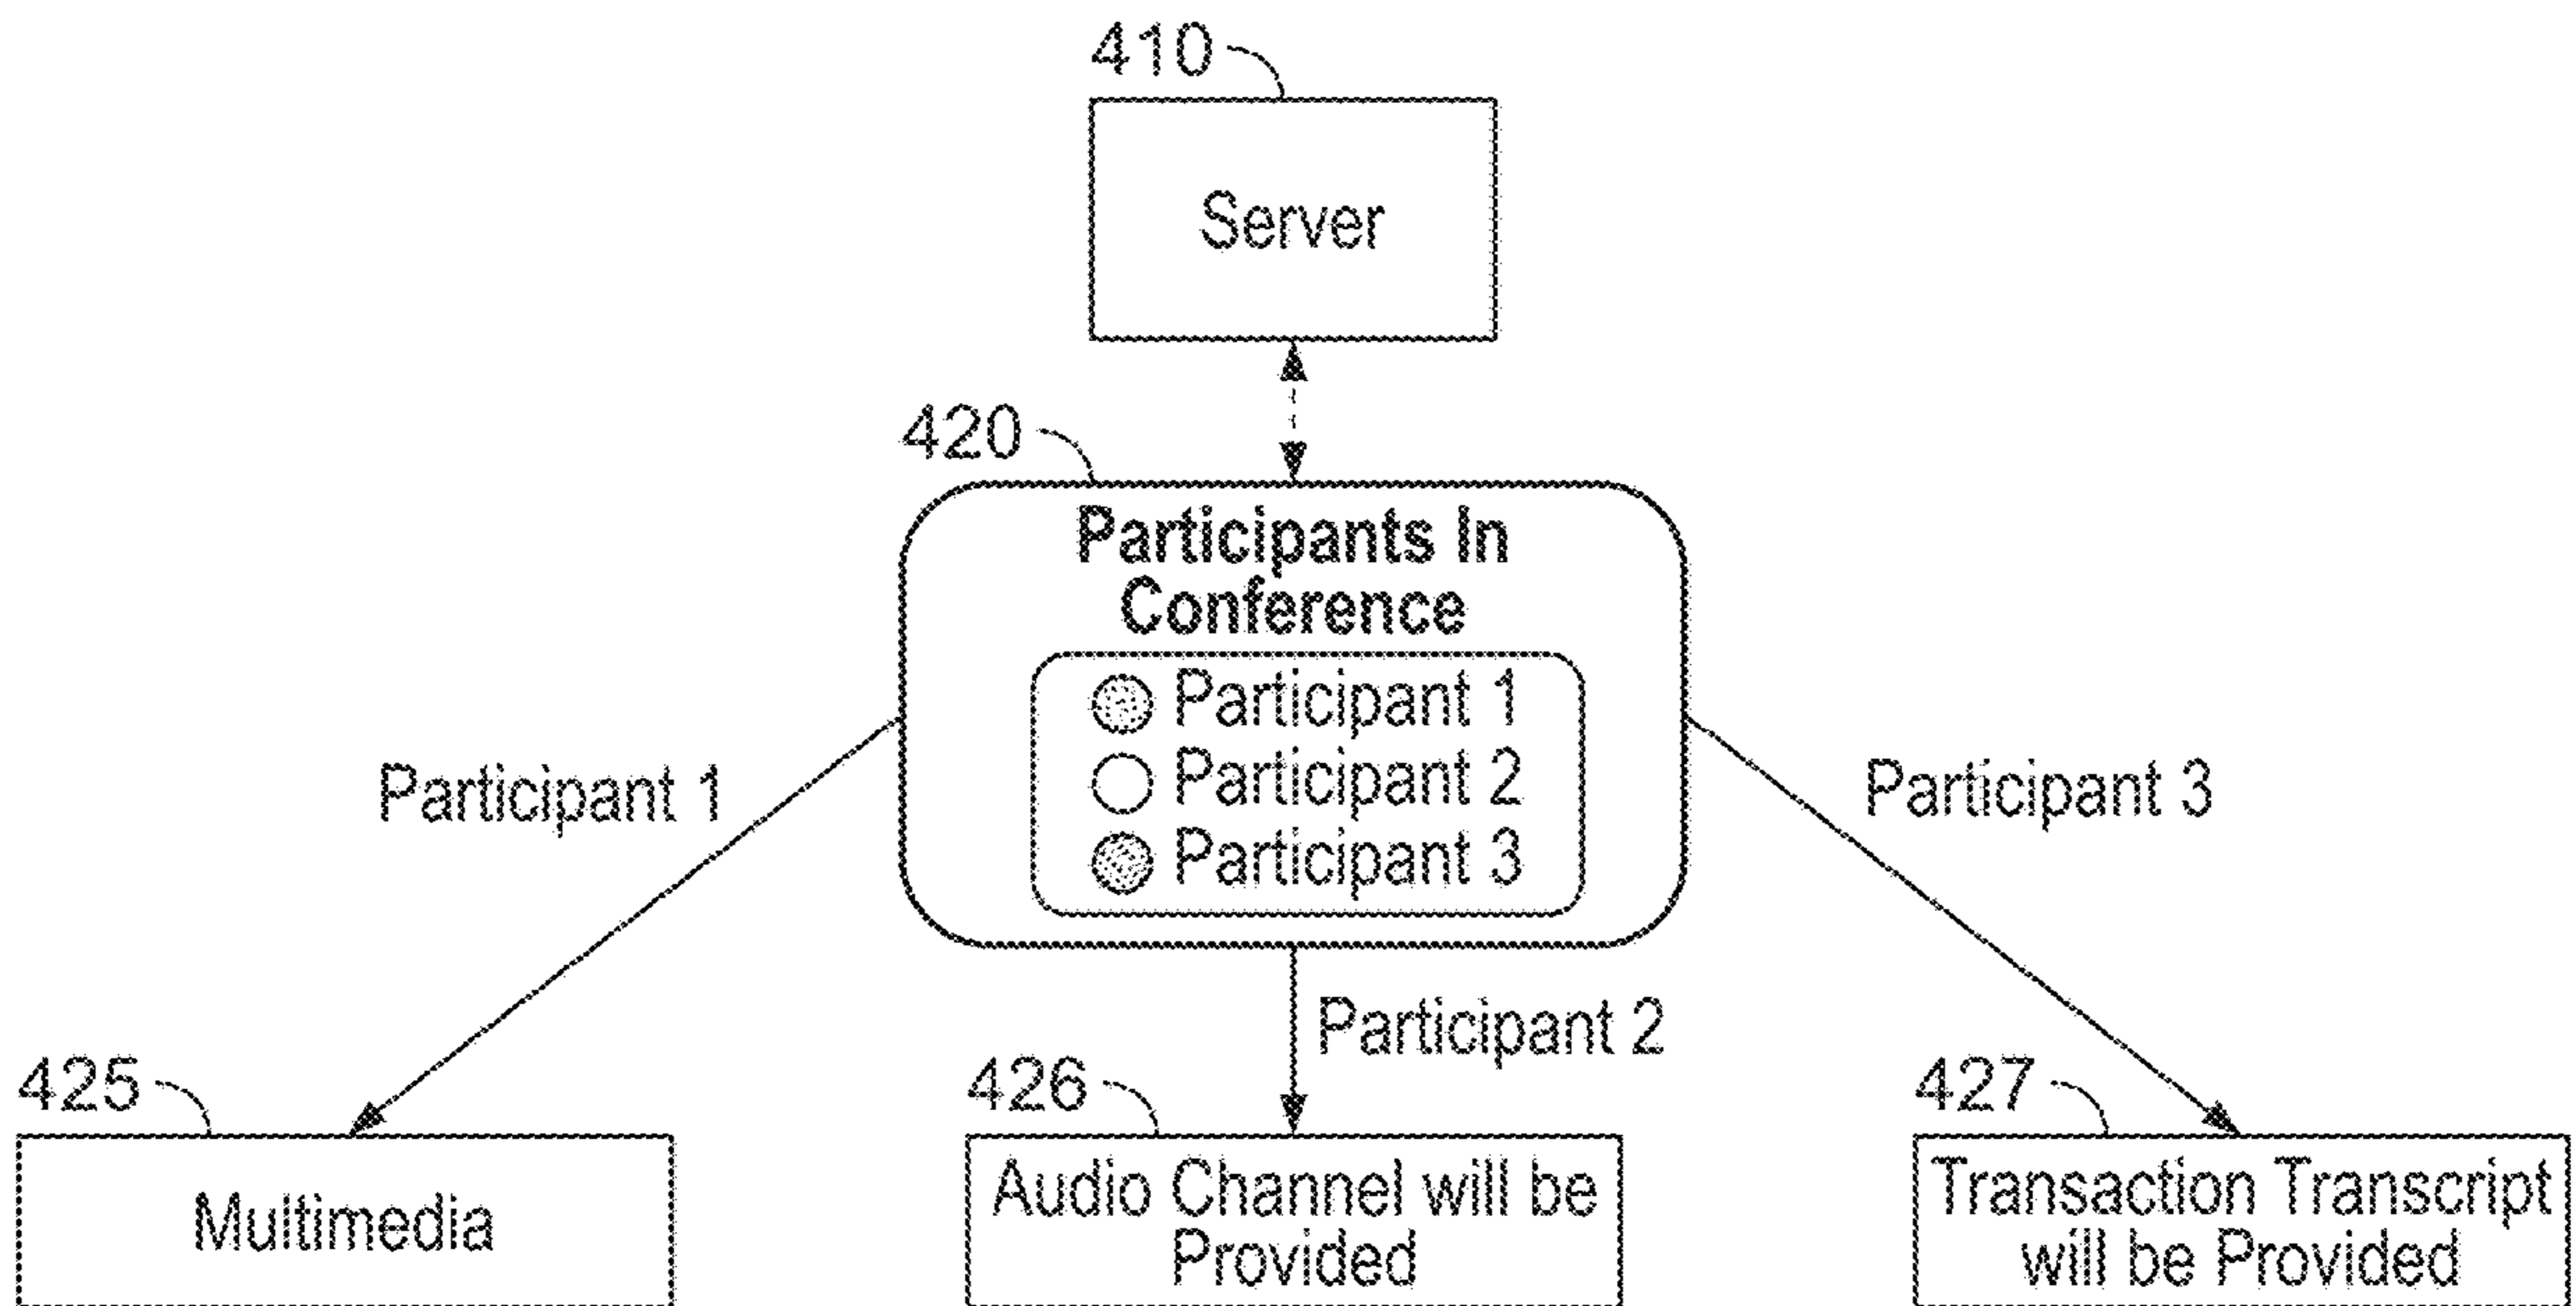 410
Server
420
Participants In
Conference
Participant 1
Participant 2
Participant 3
Participant 1
Participant 3
Participant 2
425
Multimedia
426
Audio Channel will be
Provided
427
Transaction Transcript
will be Provided